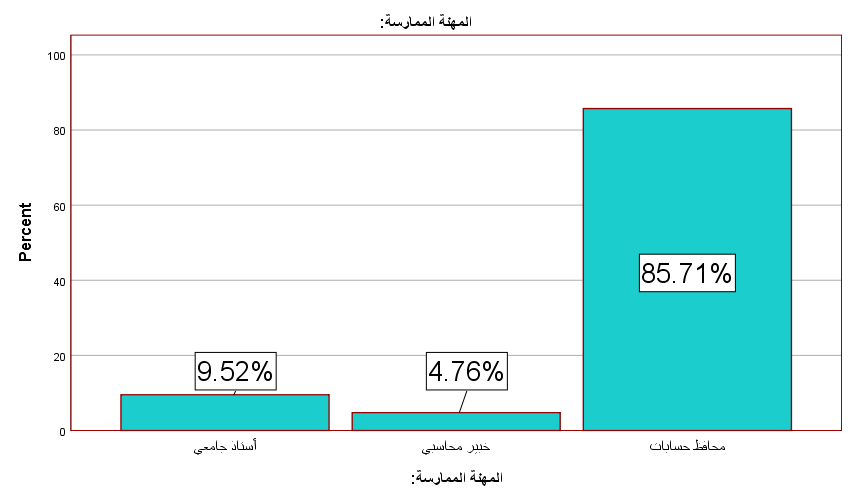 المهنة الممارسة:
100
80
60
40
20
0
Percent
9.52%
4.76%
85.71%
أستاذ جامعي
خبير محاسبي
محافظ حسابات
المهنة الممارسة: